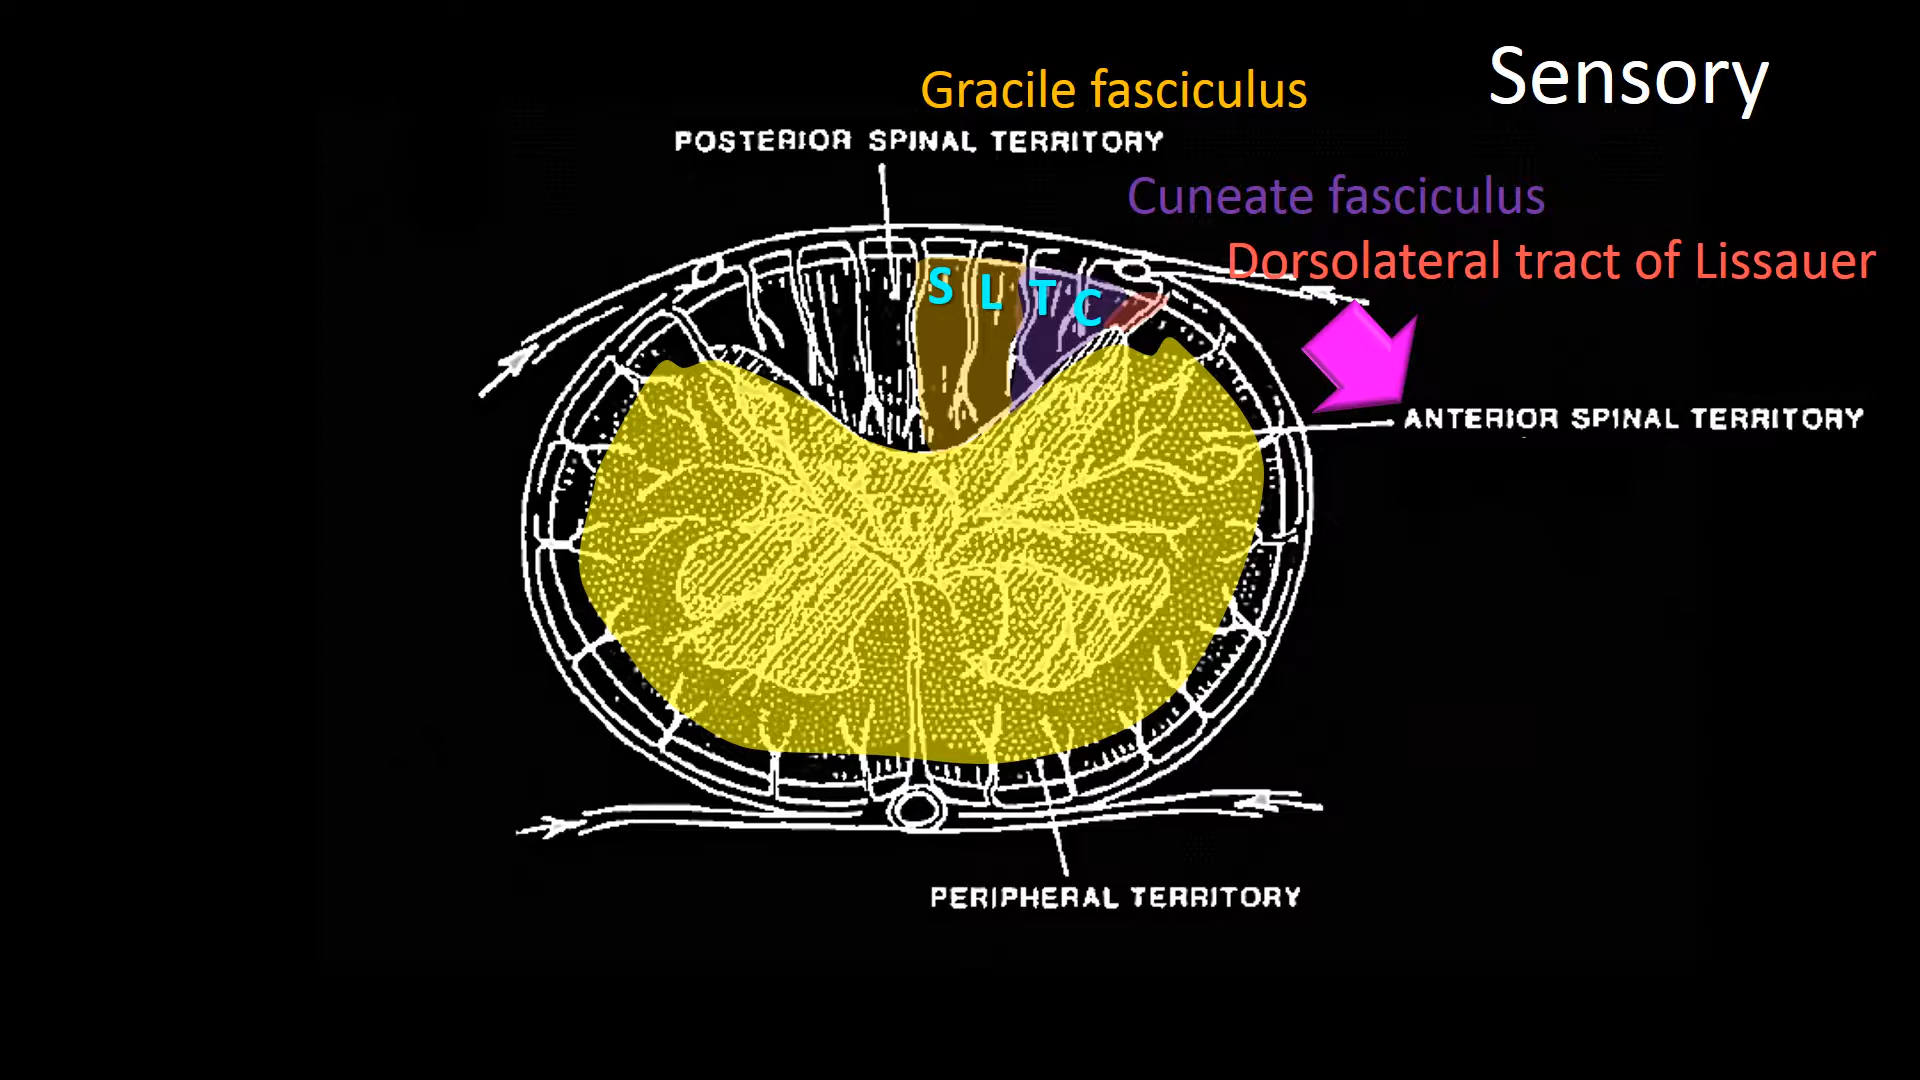 Sensory
Gracile fasciculus
POSTERIOR SPINAL TERRITORY
Cuneate fasciculus
Dorsolateral tract of Lissauer
S L T C
ANTERIOR SPINAL TERRITORY
PERIPHERAL TERRITORY